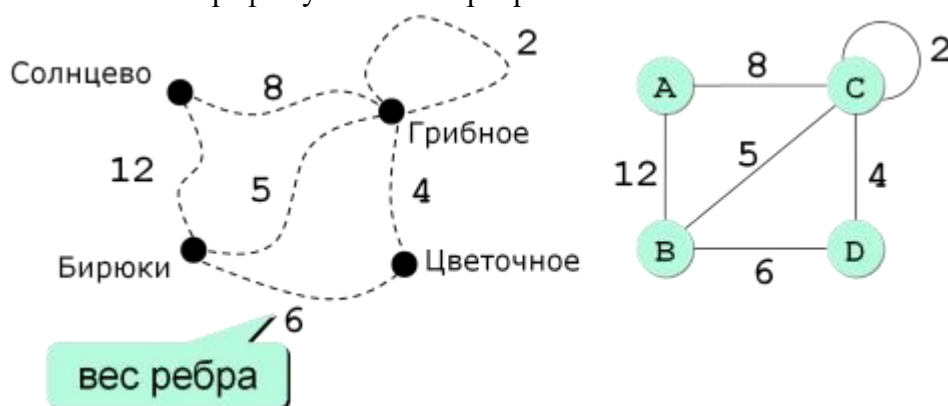 Солнцево
8
2
12
5
Грибное
4
Бирюки
Цветочное
6
вес ребра
A
8
C
2
12
5
4
B
6
D